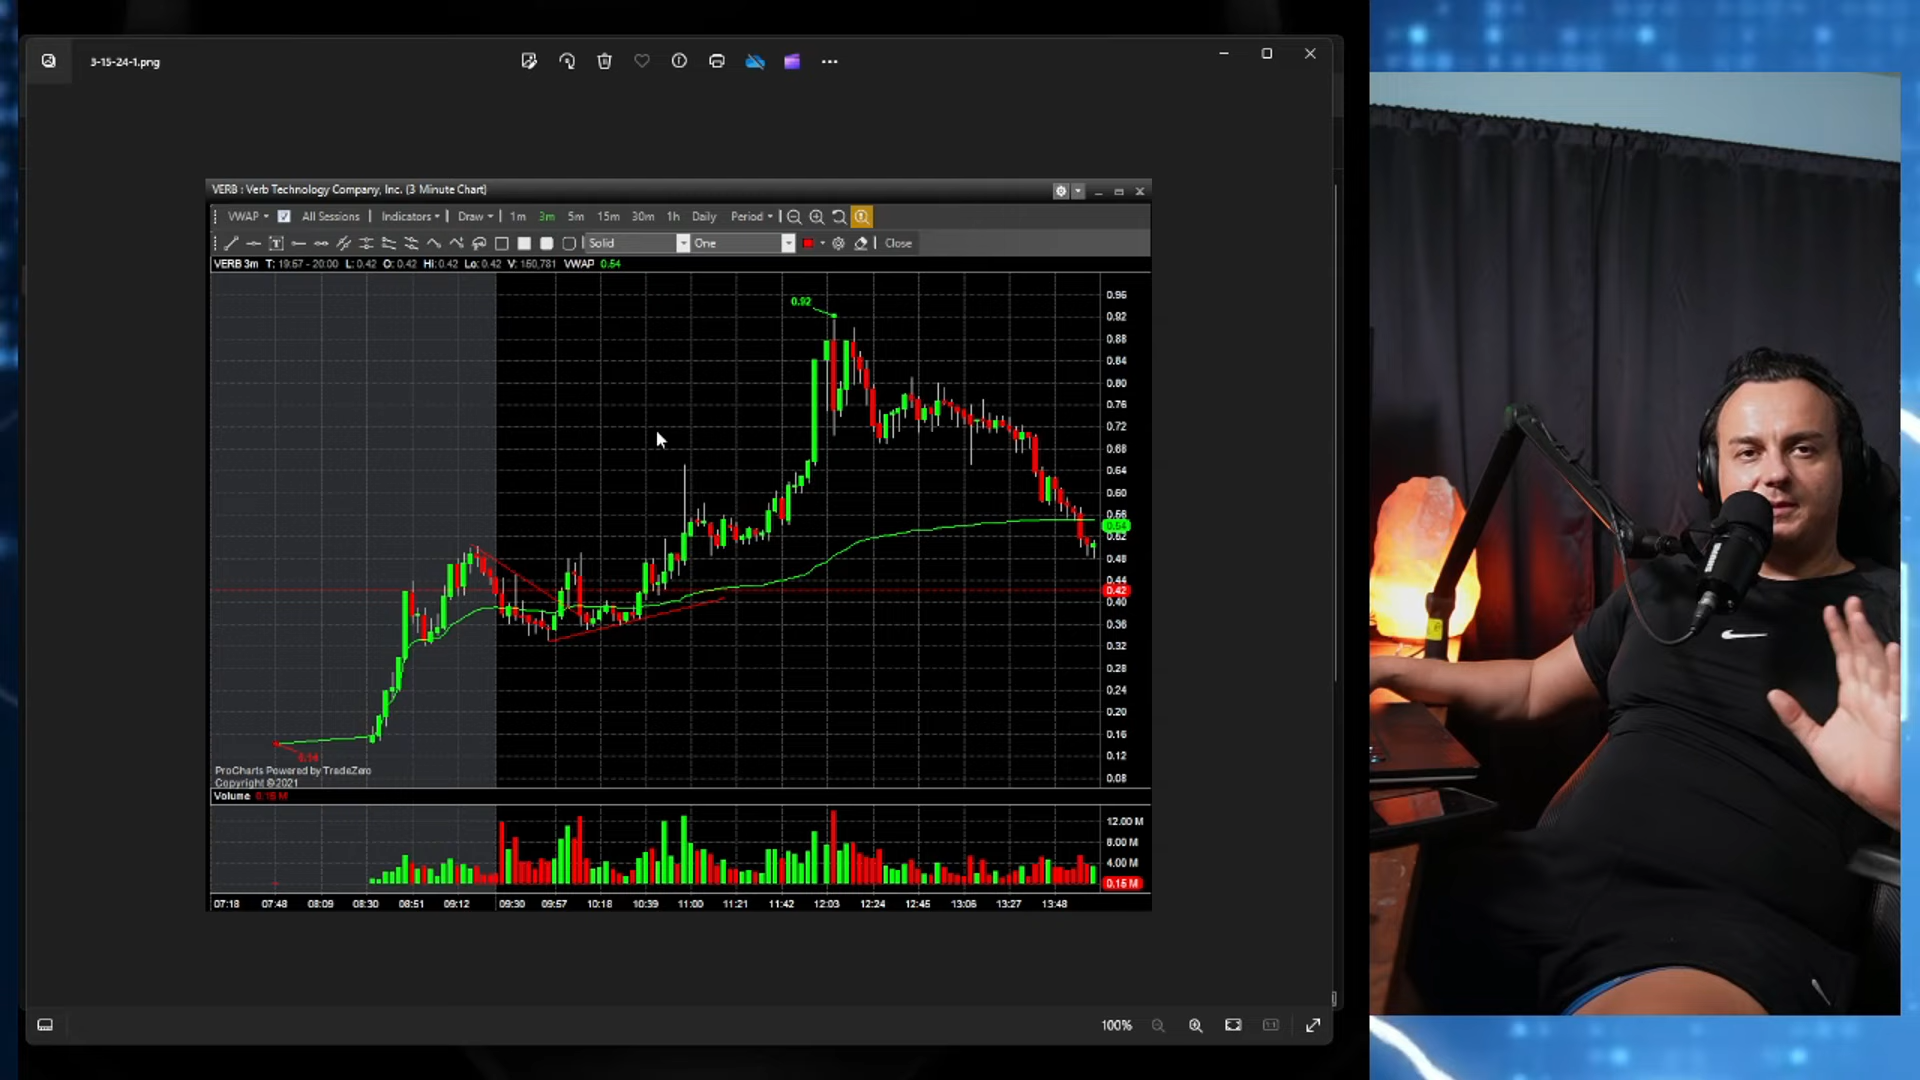 3-15-24-1.png
VERB : Verb Technology Company, Inc. (3 Minute Chart)
VWAP All Sessions Indicators Draw 1m 3m 5m 15m 30m 1h Daily Period
Solid One Close
VERB 3m T: 19:57 - 20:00 L: 0.42 O: 0.42 Hi: 0.42 Lo: 0.42 V: 150,781 VWAP 0.54
0.96
0.92
0.92
0.88
0.84
0.80
0.76
0.72
0.68
0.64
0.60
0.56
0.54
0.52
0.48
0.44
0.42
0.40
0.36
0.32
0.28
0.24
0.20
0.16
0.14
0.12
0.08
ProCharts Powered by TradeZero
Copyright ©2021
Volume 0.15 M
12.00 M
8.00 M
4.00 M
0.15 M
07:18 07:48 08:09 08:30 08:51 09:12 09:30 09:57 10:18 10:39 11:00 11:21 11:42 12:03 12:24 12:45 13:06 13:27 13:48
100%